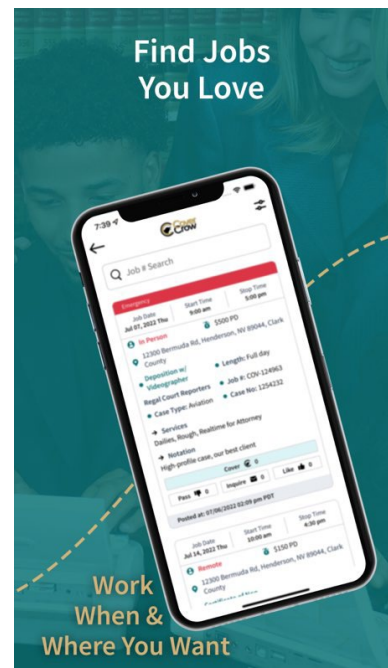 Find Jobs
You Love
7:39
Cover
Crow
Job # Search
Emergency
Job Date Start Time Stop Time
Jul 07, 2022 Thu 9:00 am 5:00 pm
In Person $500 PD
12300 Bermuda Rd, Henderson, NV 89044, Clark
County
Deposition w/ Length: Full day
Videographer
Regal Court Reporters Job #: COV-124963
Case Type: Aviation Case No: 1254232
Services
Dailies, Rough, Realtime for Attorney
Notation
High-profile case, our best client
Cover 0
Pass 0 Inquire 0 Like 0
Posted at: 07/06/2022 02:09 pm PDT
Job Date Start Time Stop Time
Jul 14, 2022 Thu 10:00 am 4:30 pm
Remote $150 PD
12300 Bermuda Rd, Henderson, NV 89044, Clark
County
Work
When &
Where You Want